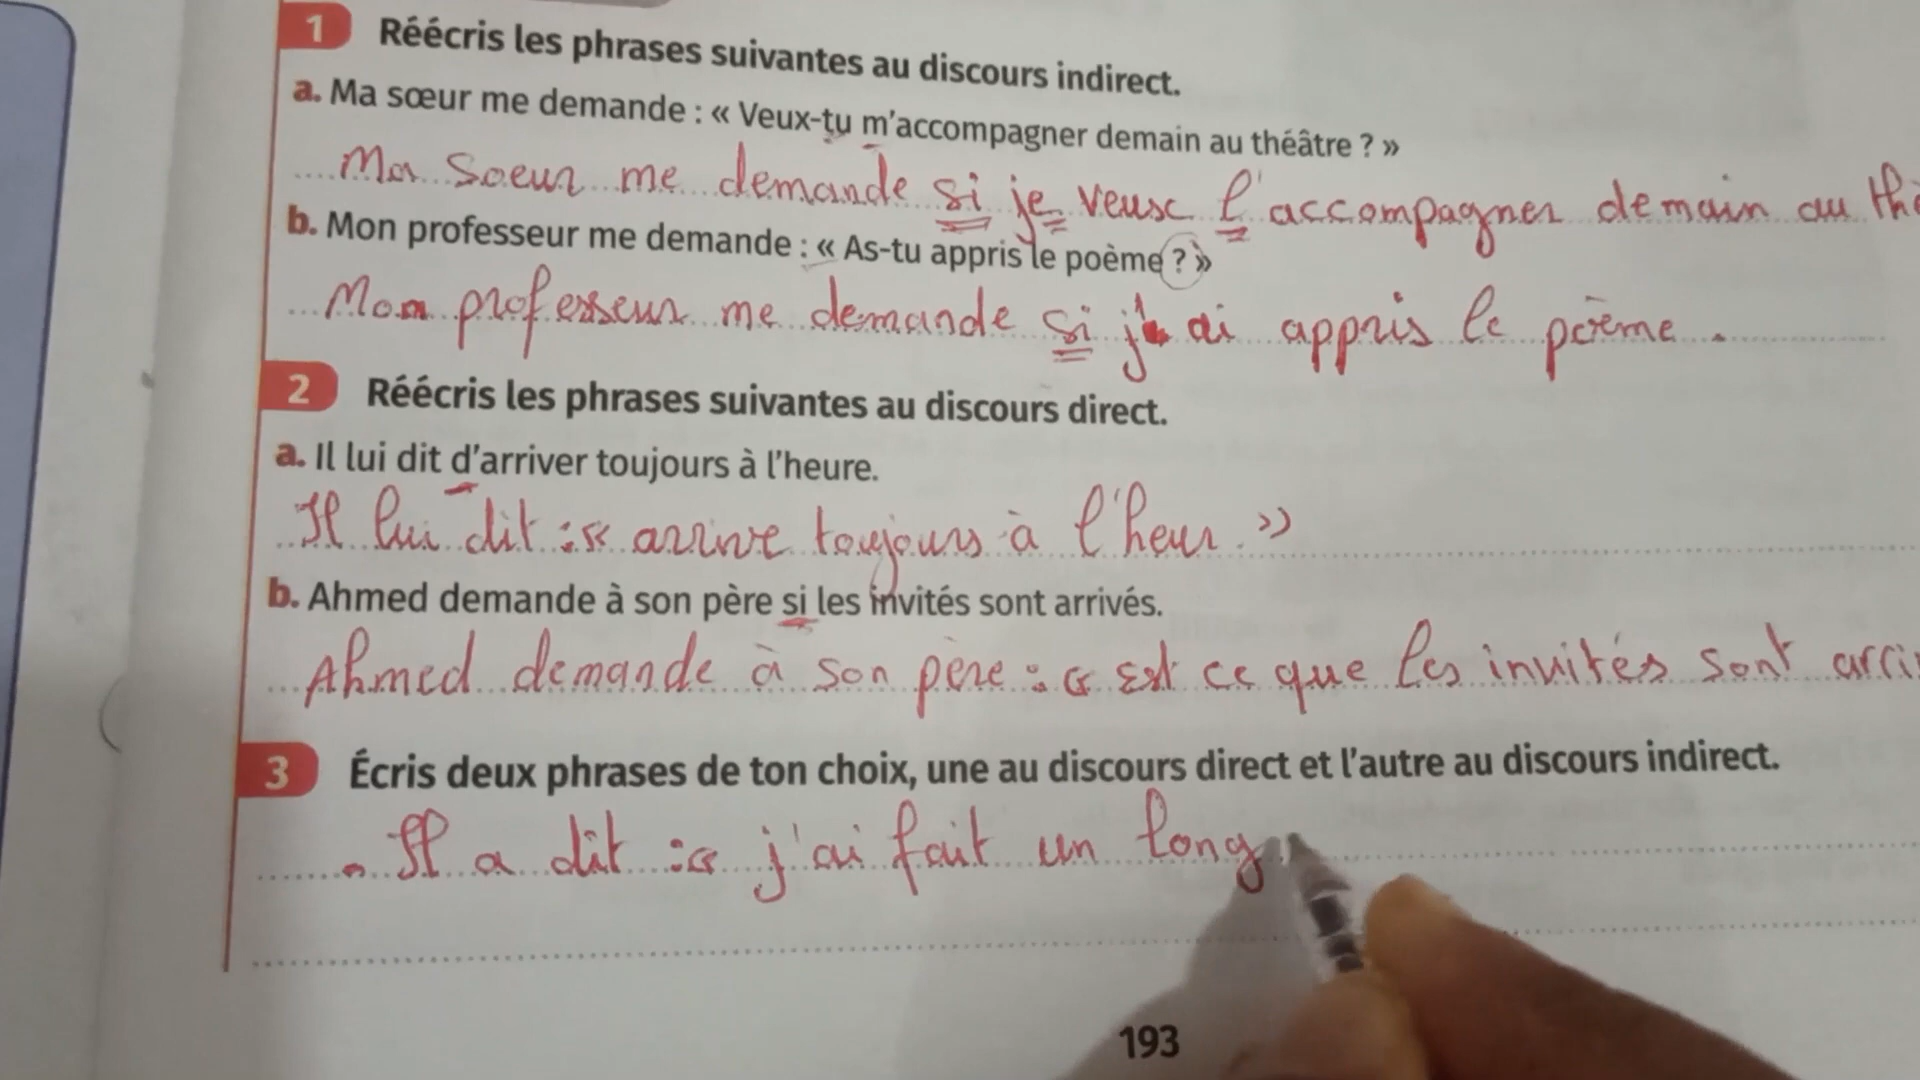 1 Réécris les phrases suivantes au discours indirect.
a. Ma sœur me demande : « Veux-tu m'accompagner demain au théâtre ? »
Ma soeur me demande si je veux l'accompagner demain au thé
b. Mon professeur me demande : « As-tu appris le poème ? »
Mon professeur me demande si j'ai appris le poème.
2 Réécris les phrases suivantes au discours direct.
a. Il lui dit d'arriver toujours à l'heure.
Il lui dit : « arrive toujours à l'heur. »
b. Ahmed demande à son père si les invités sont arrivés.
Ahmed demande à son père : « Est ce que les invités sont arri
3 Écris deux phrases de ton choix, une au discours direct et l'autre au discours indirect.
. Il a dit : « j'ai fait un long
193